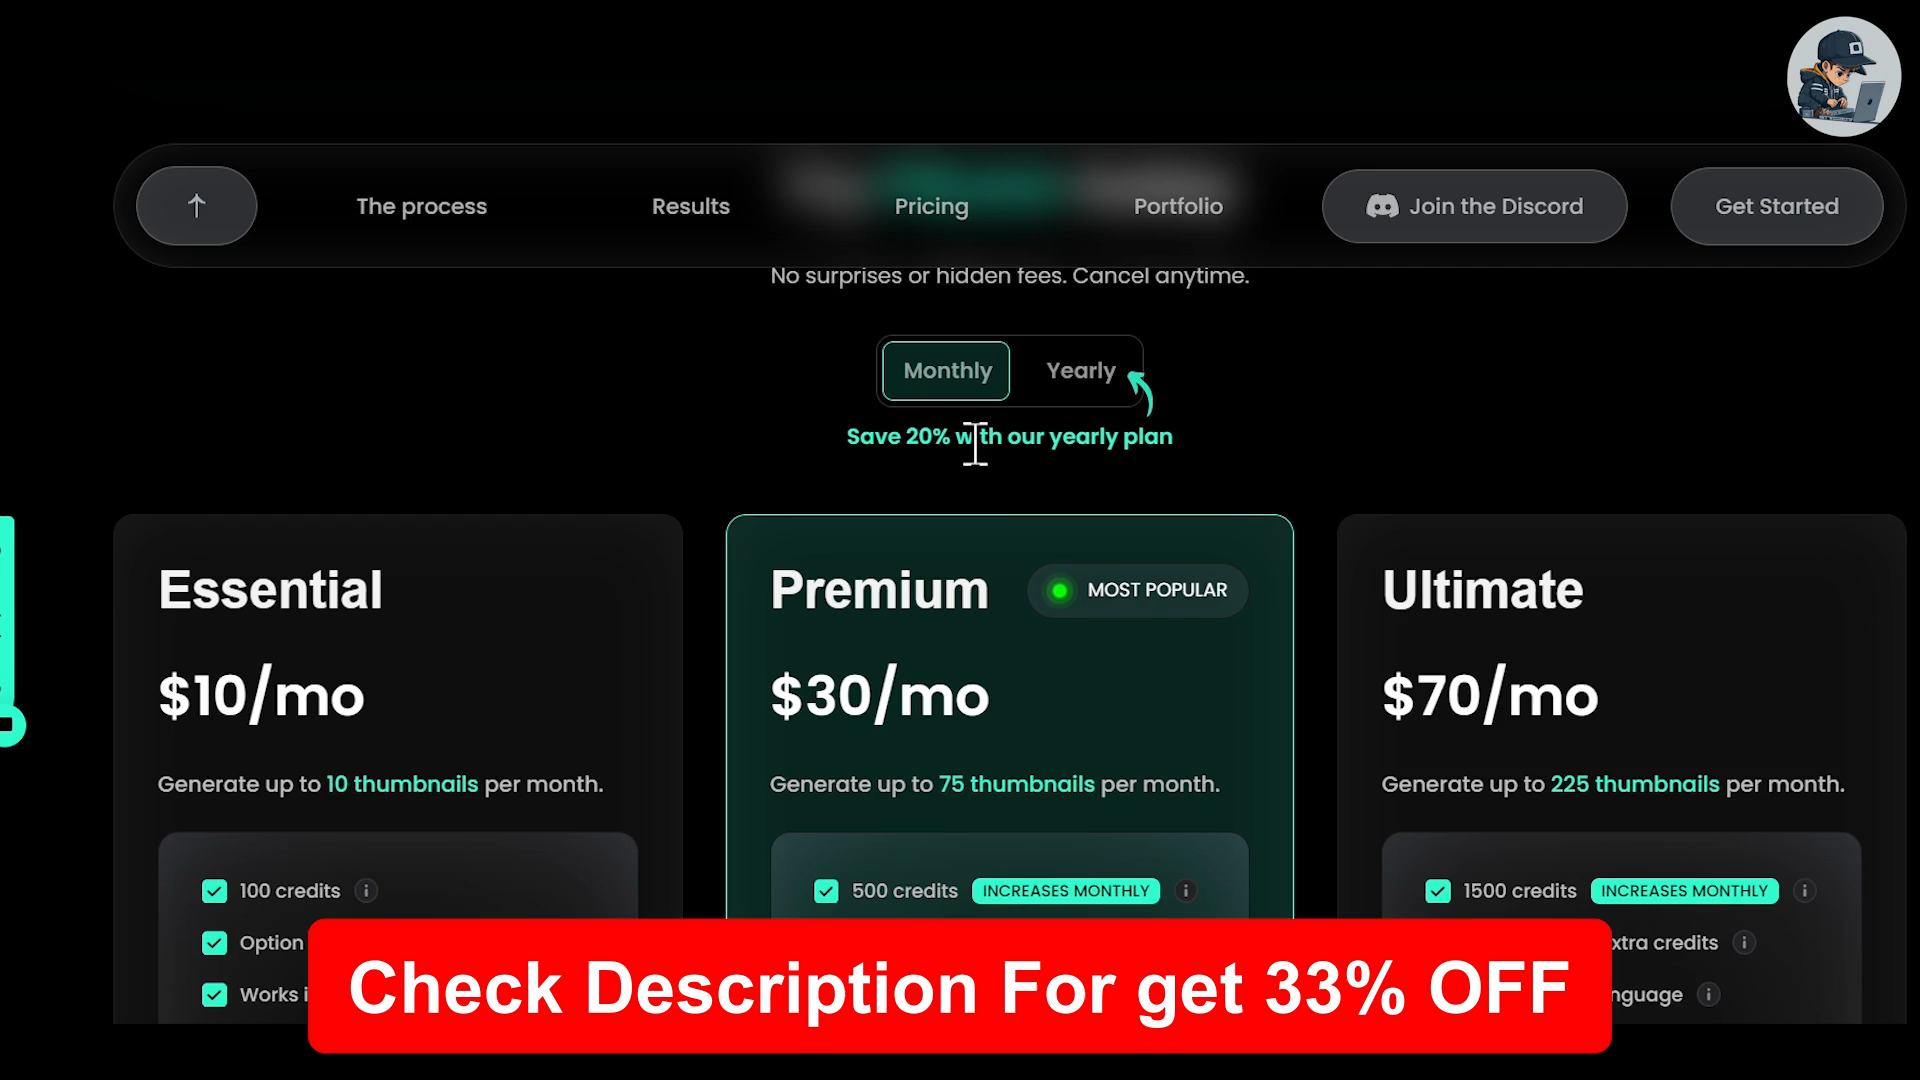 The process
Results
Pricing
Portfolio
Join the Discord
Get Started
No surprises or hidden fees. Cancel anytime.
Monthly
Yearly
Save 20% with our yearly plan
Essential
$10/mo
Generate up to 10 thumbnails per month.
100 credits
Option
Works i
Premium
MOST POPULAR
$30/mo
Generate up to 75 thumbnails per month.
500 credits
INCREASES MONTHLY
Ultimate
$70/mo
Generate up to 225 thumbnails per month.
1500 credits
INCREASES MONTHLY
xtra credits
nguage
Check Description For get 33% OFF